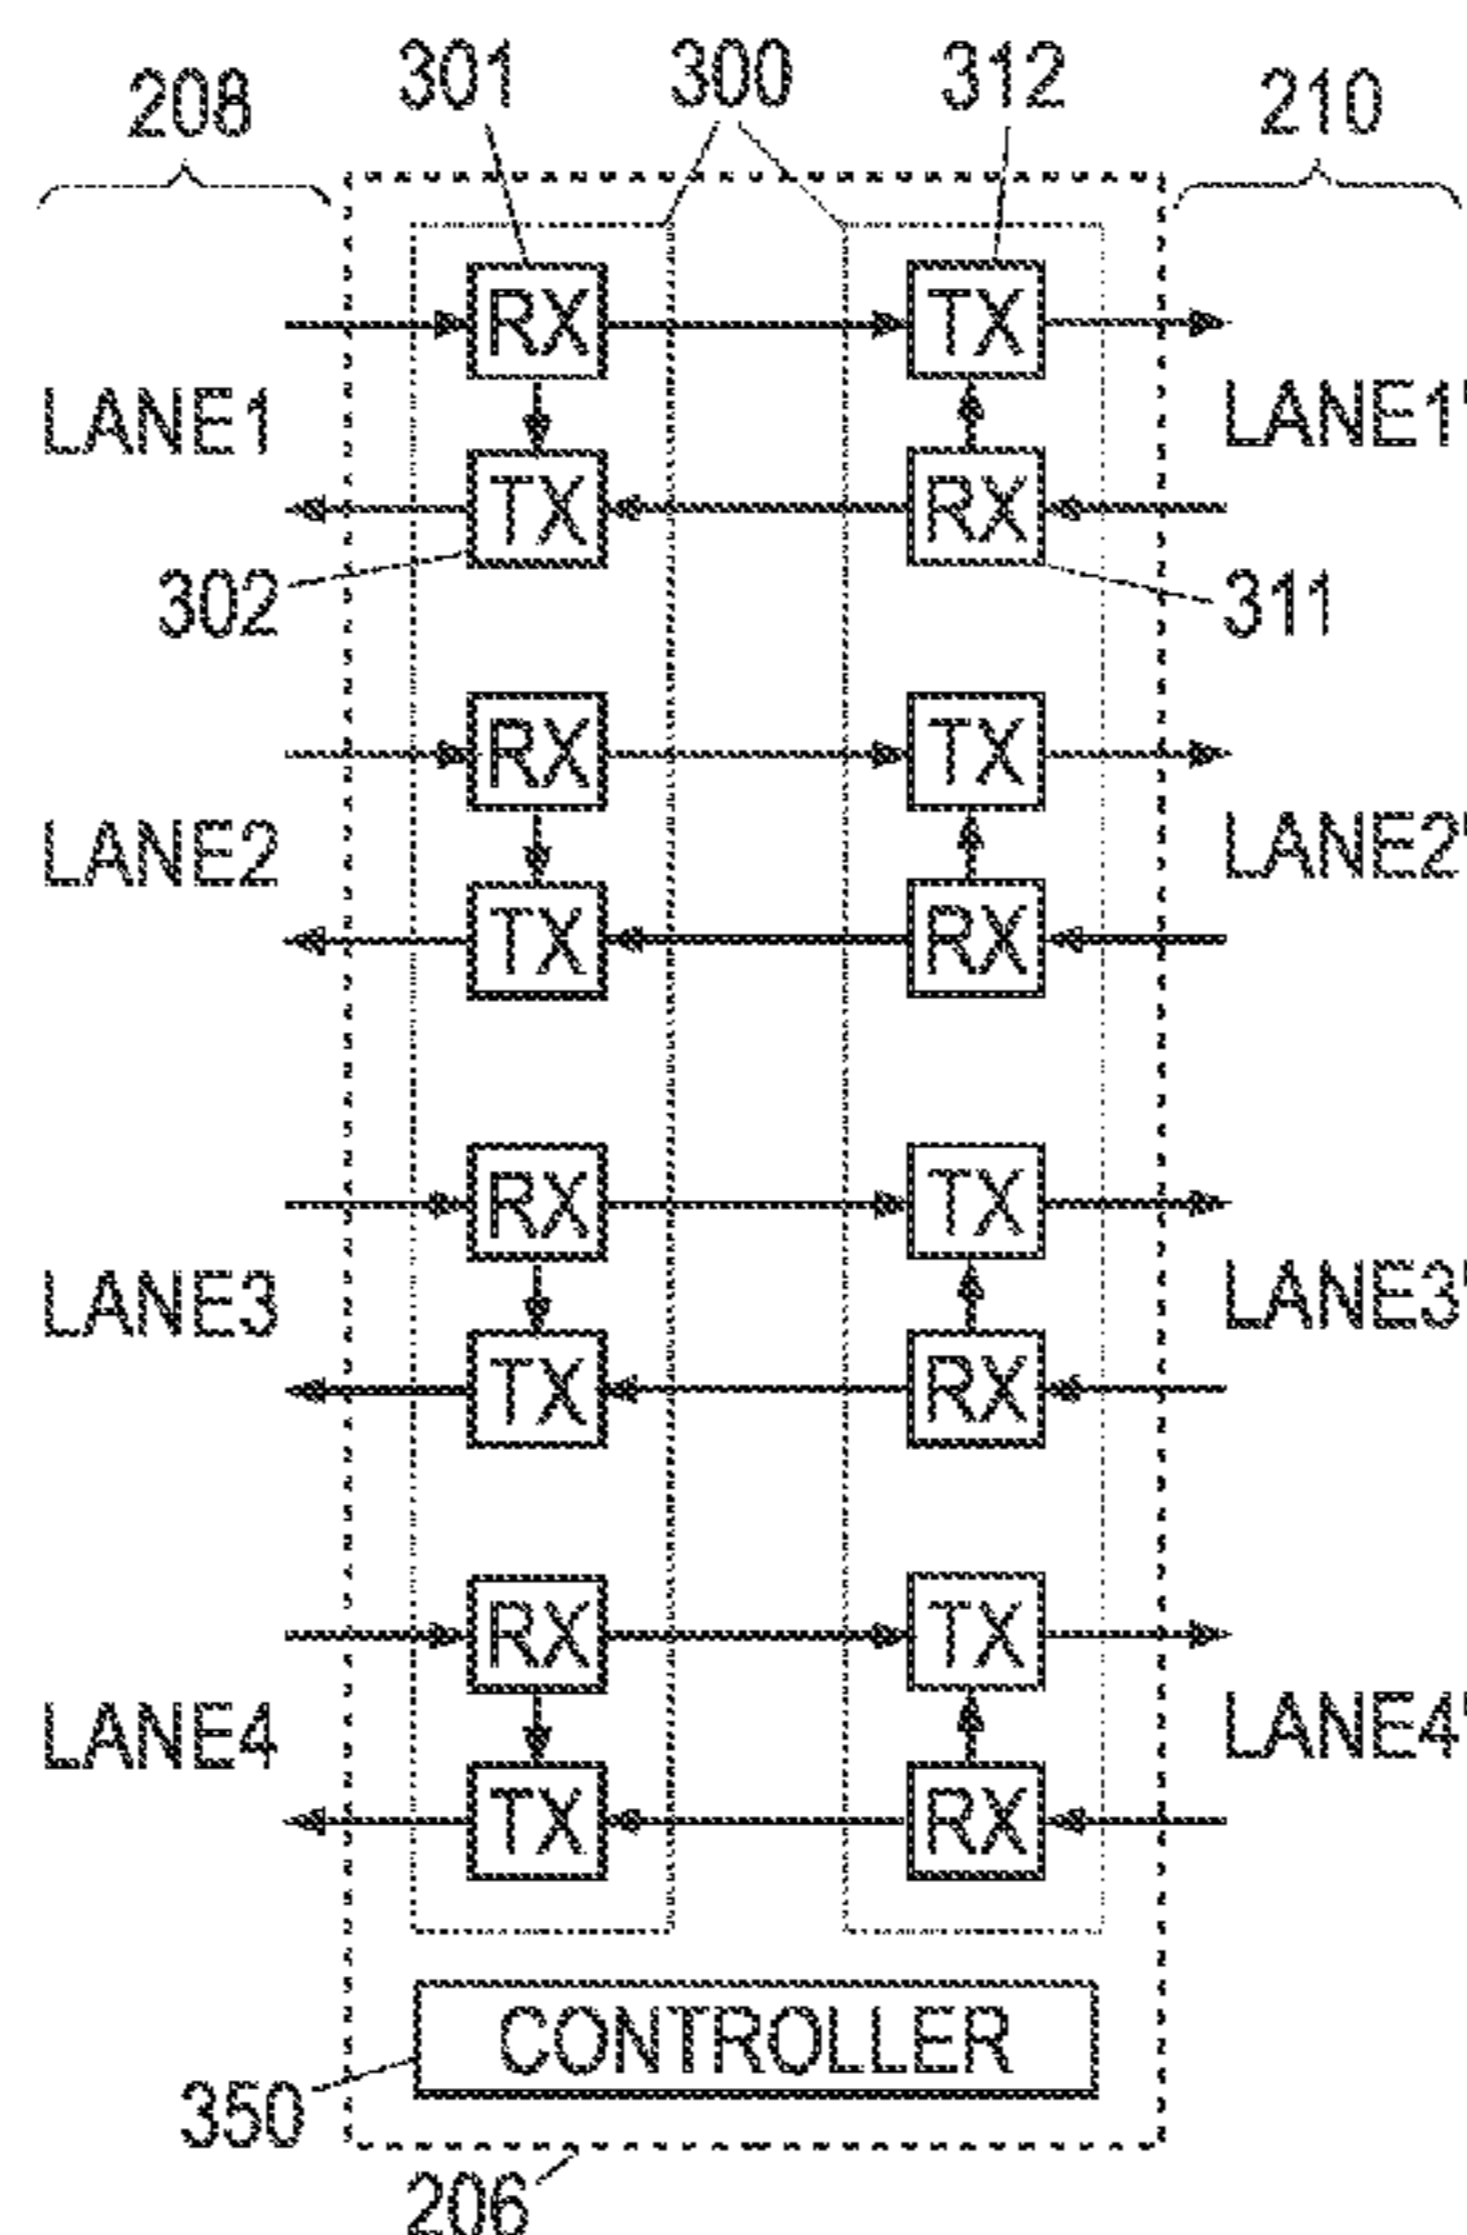 301 300 312
208 210
RX TX
LANE1 LANE1'
TX RX
302 311
RX TX
LANE2 LANE2'
TX RX
RX TX
LANE3 LANE3'
TX RX
RX TX
LANE4 LANE4'
TX RX
CONTROLLER
350
206